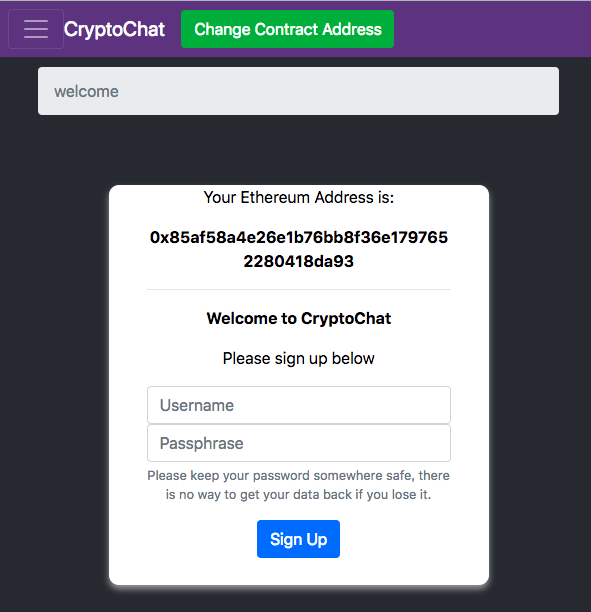 CryptoChat
Change Contract Address
welcome
Your Ethereum Address is:
0x85af58a4e26e1b76bb8f36e179765
2280418da93
Welcome to CryptoChat
Please sign up below
Username
Passphrase
Please keep your password somewhere safe, there
is no way to get your data back if you lose it.
Sign Up